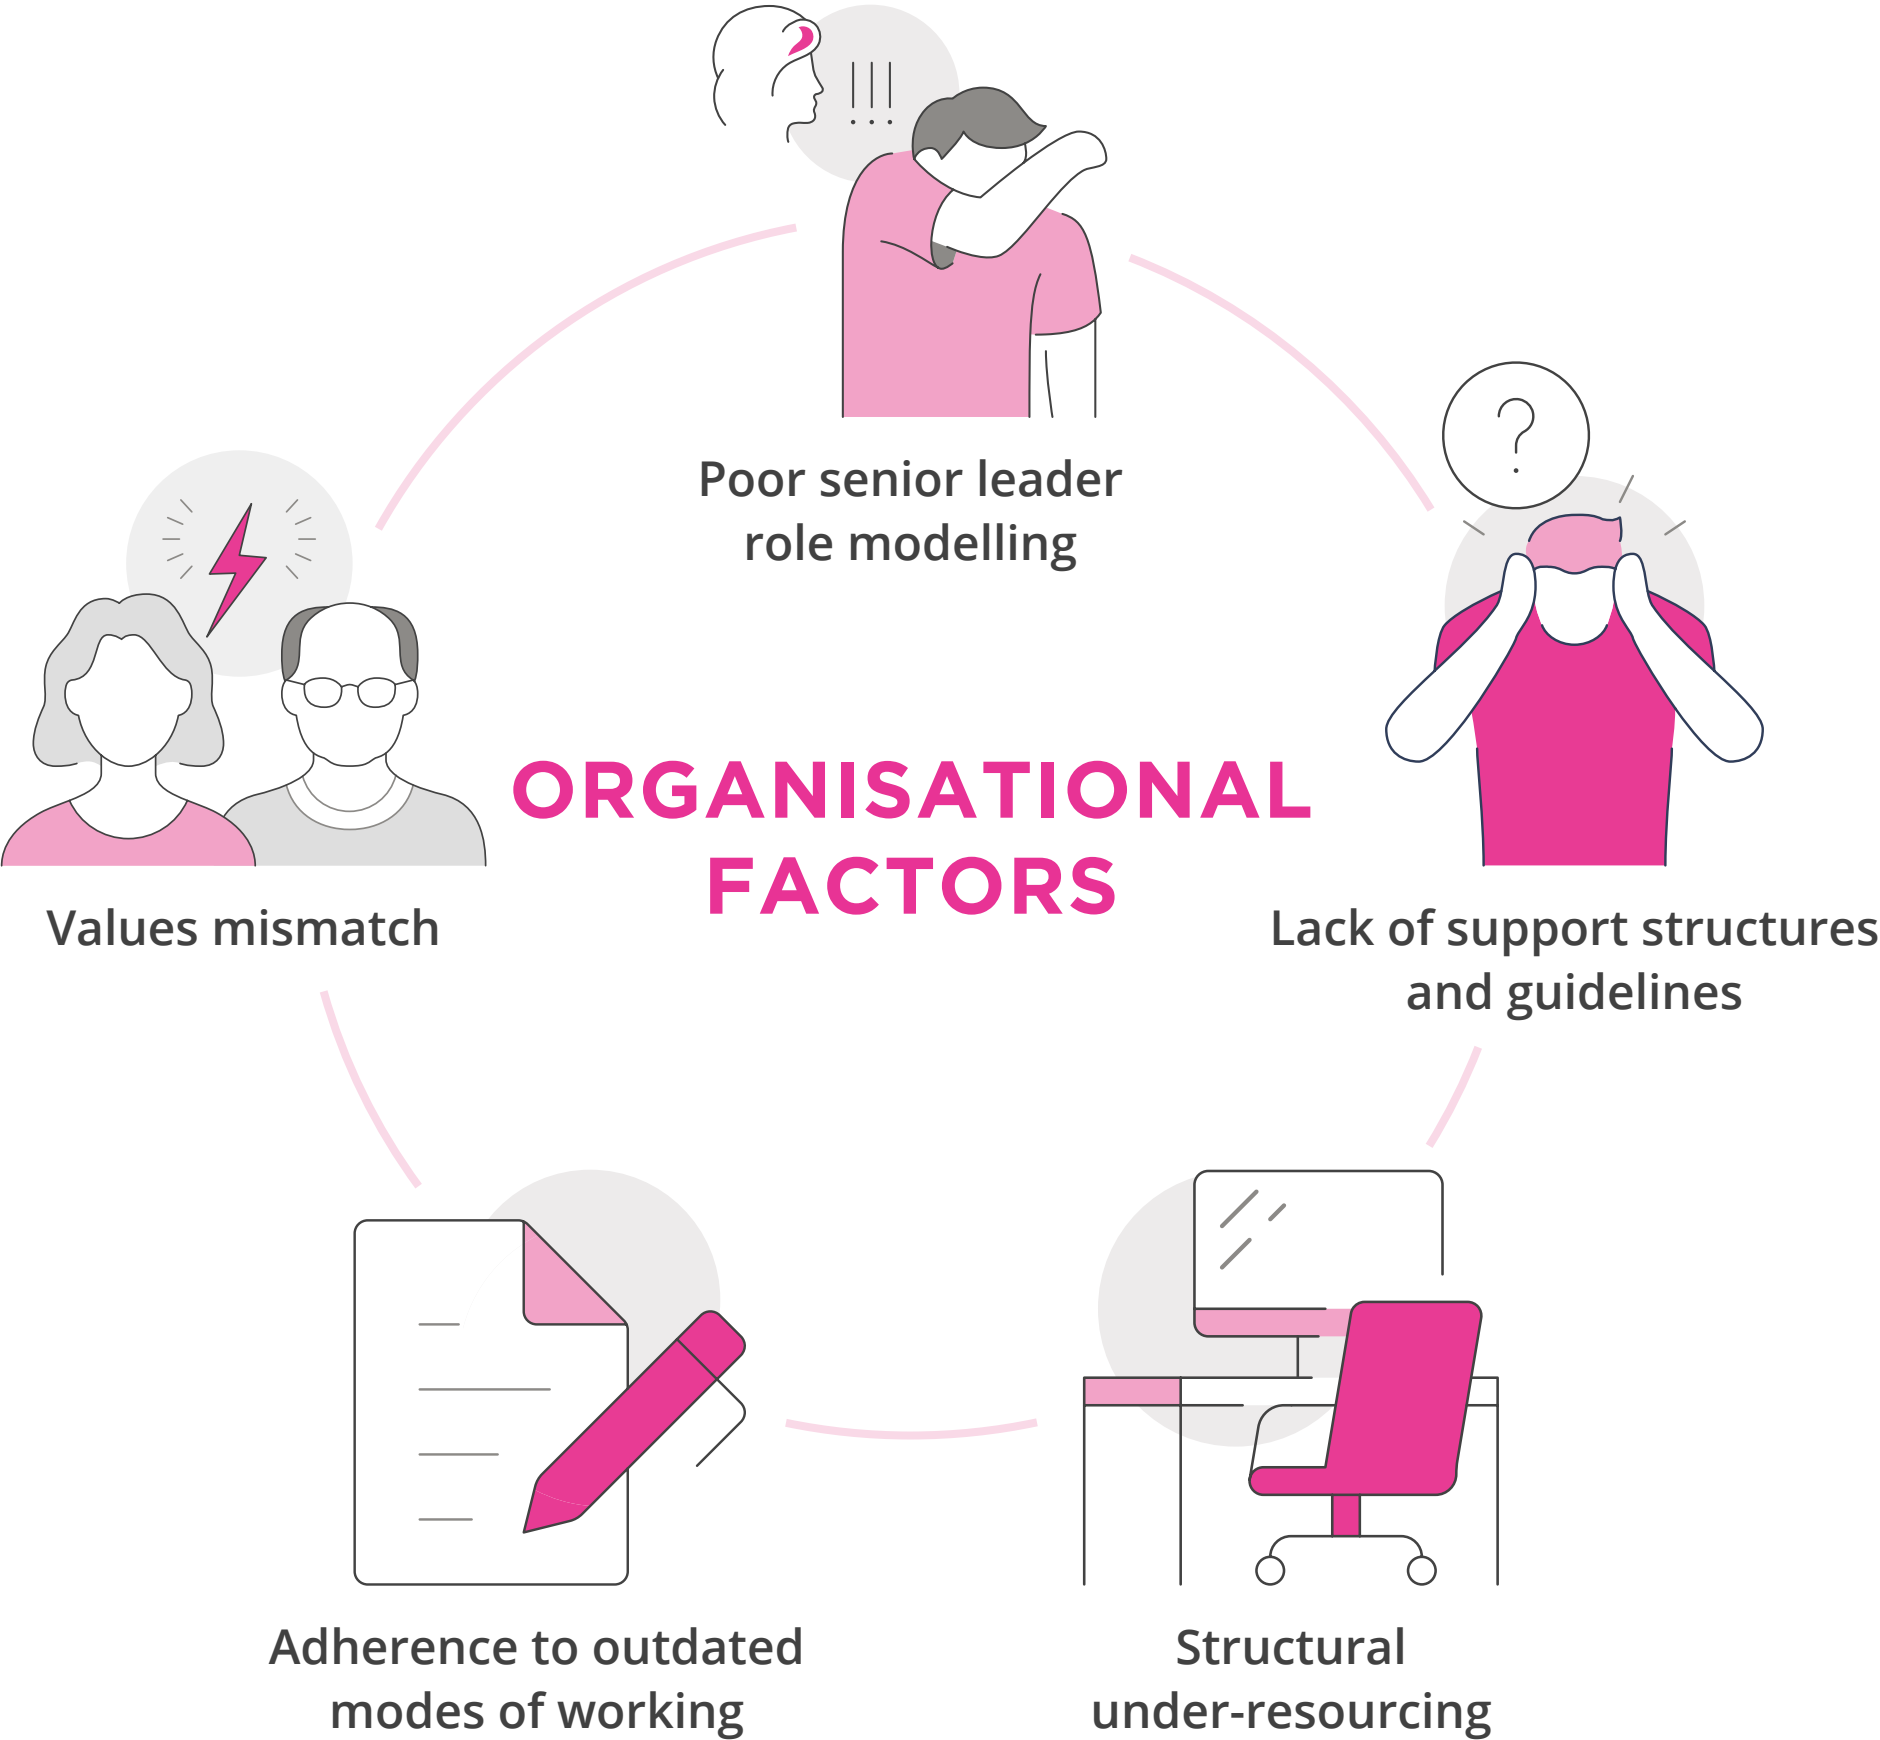 Poor senior leader
role modelling
?
ORGANISATIONAL
FACTORS
Values mismatch
Lack of support structures
and guidelines
Adherence to outdated
modes of working
Structural
under-resourcing